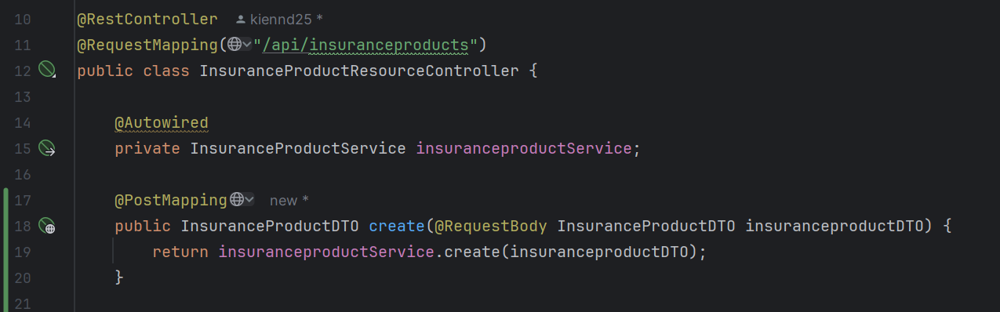 10 @RestController kiennd25 *
11 @RequestMapping("/api/insuranceproducts")
12 public class InsuranceProductResourceController {
13
14 @Autowired
15 private InsuranceProductService insuranceproductService;
16
17 @PostMapping new *
18 public InsuranceProductDTO create(@RequestBody InsuranceProductDTO insuranceproductDTO) {
19 return insuranceproductService.create(insuranceproductDTO);
20 }
21